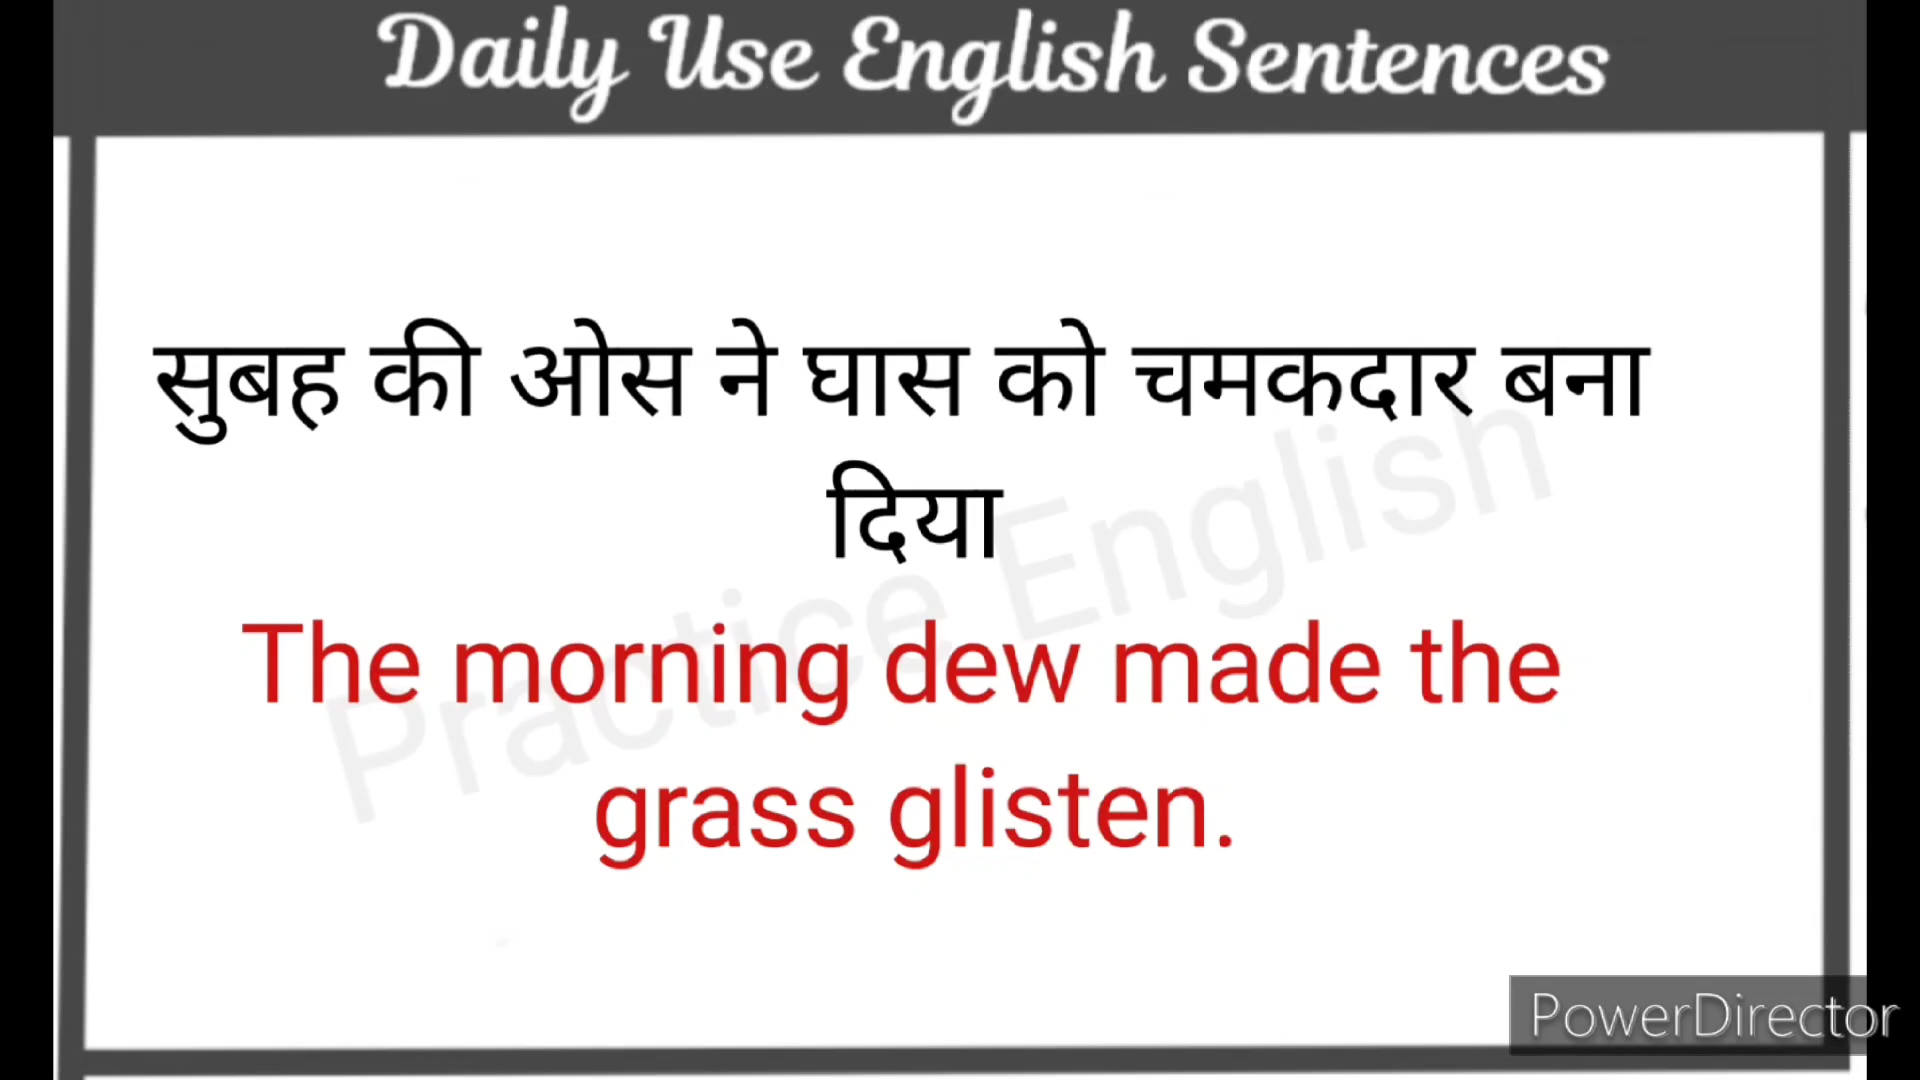 Daily Use English Sentences
सुबह की ओस ने घास को चमकदार बना
दिया
Practice English
The morning dew made the
grass glisten.
PowerDirector